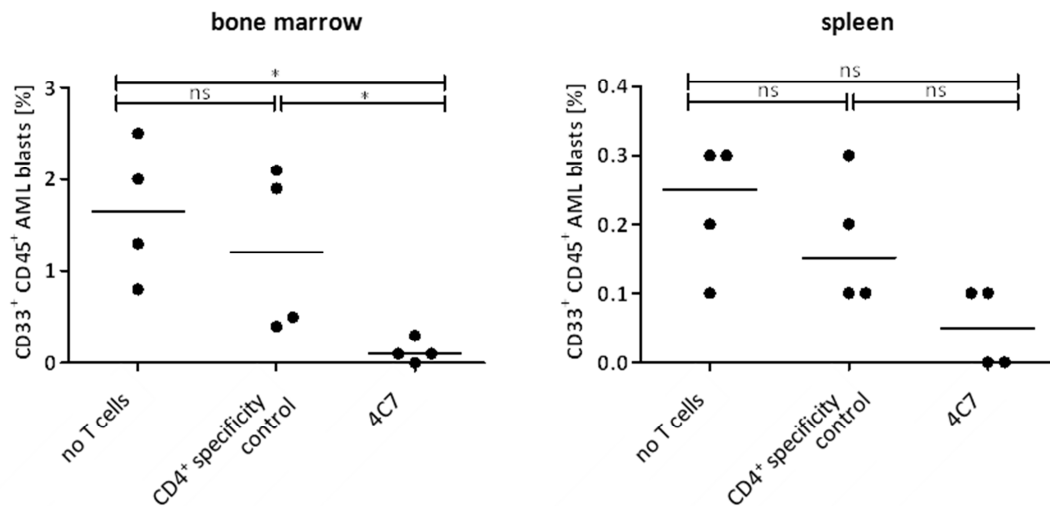 bone marrow
CD33⁺ CD45⁺ AML blasts [%]
3
2
1
0
*
ns
*
no T cells
CD4⁺ specificity
control
4C7
spleen
CD33⁺ CD45⁺ AML blasts [%]
0.4
0.3
0.2
0.1
0.0
ns
ns
ns
no T cells
CD4⁺ specificity
control
4C7